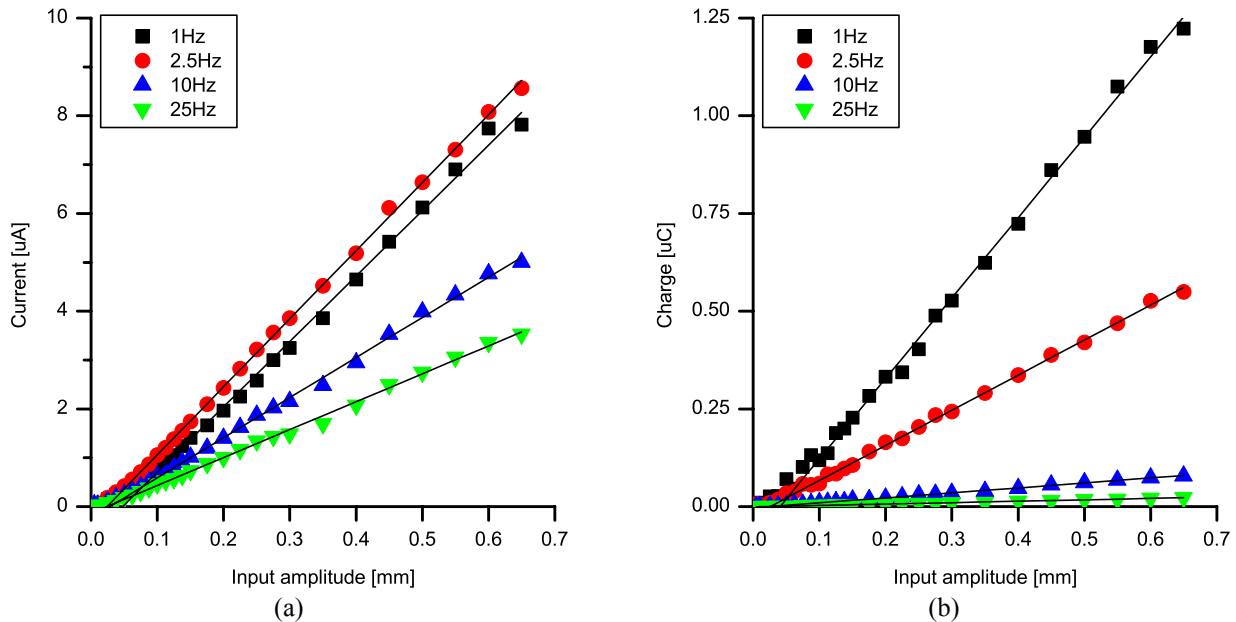 10
8
6
4
2
0
Current [uA]
1Hz
2.5Hz
10Hz
25Hz
0.0 0.1 0.2 0.3 0.4 0.5 0.6 0.7
Input amplitude [mm]
(a)
1.25
1.00
0.75
0.50
0.25
0.00
Charge [uC]
1Hz
2.5Hz
10Hz
25Hz
0.0 0.1 0.2 0.3 0.4 0.5 0.6 0.7
Input amplitude [mm]
(b)